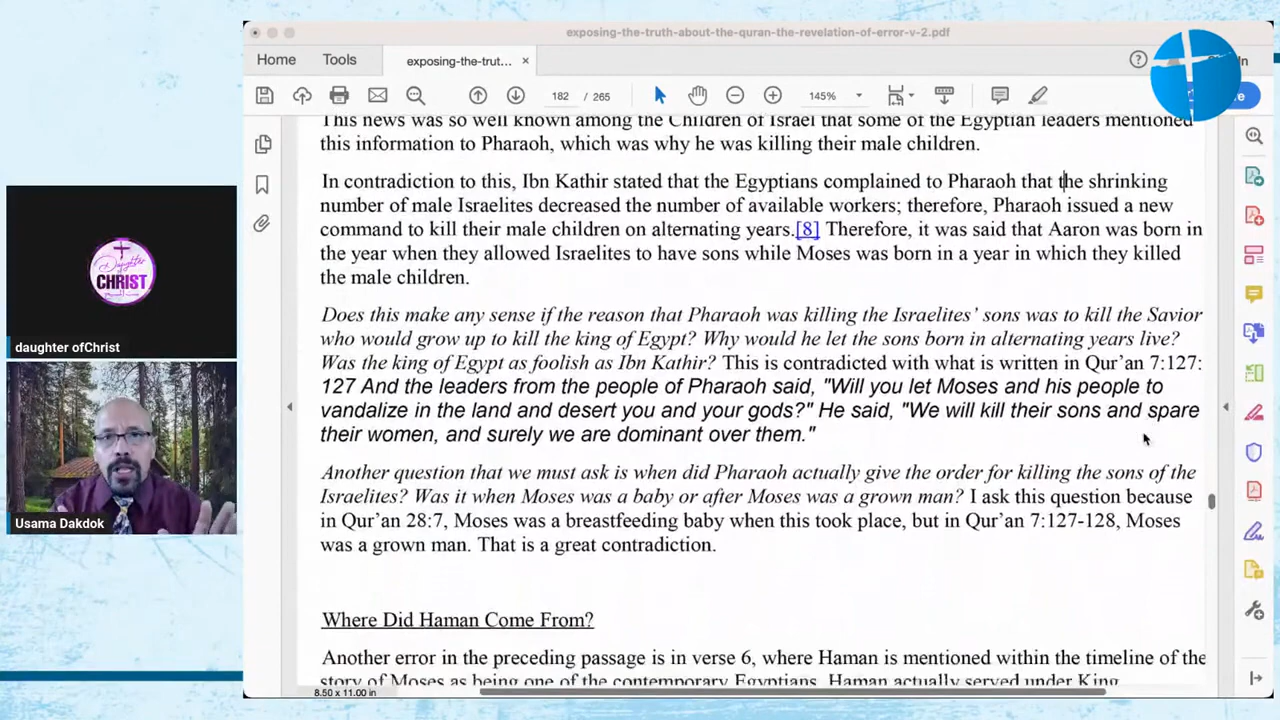 exposing-the-truth-about-the-quran-the-revelation-of-error-v-2.pdf
Home
Tools
exposing-the-trut... ×
182 / 265
145%
This news was so well known among the Children of Israel that some of the Egyptian leaders mentioned
this information to Pharaoh, which was why he was killing their male children.
In contradiction to this, Ibn Kathir stated that the Egyptians complained to Pharaoh that the shrinking
number of male Israelites decreased the number of available workers; therefore, Pharaoh issued a new
command to kill their male children on alternating years.[8] Therefore, it was said that Aaron was born in
the year when they allowed Israelites to have sons while Moses was born in a year in which they killed
the male children.
Does this make any sense if the reason that Pharaoh was killing the Israelites' sons was to kill the Savior
who would grow up to kill the king of Egypt? Why would he let the sons born in alternating years live?
Was the king of Egypt as foolish as Ibn Kathir? This is contradicted with what is written in Qur'an 7:127:
127 And the leaders from the people of Pharaoh said, "Will you let Moses and his people to
vandalize in the land and desert you and your gods?" He said, "We will kill their sons and spare
their women, and surely we are dominant over them."
Another question that we must ask is when did Pharaoh actually give the order for killing the sons of the
Israelites? Was it when Moses was a baby or after Moses was a grown man? I ask this question because
in Qur'an 28:7, Moses was a breastfeeding baby when this took place, but in Qur'an 7:127-128, Moses
was a grown man. That is a great contradiction.
Where Did Haman Come From?
Another error in the preceding passage is in verse 6, where Haman is mentioned within the timeline of the
story of Moses as being one of the contemporary Egyptians. Haman actually served under King
8.50 x 11.00 in
Daughter
of
CHRIST
daughter ofChrist
Usama Dakdok